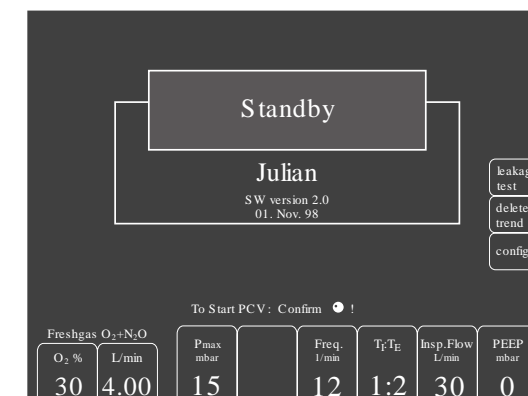 Standby
Julian
SW version 2.0
01. Nov. 98
leakag
test
delete
trend
config
To Start PCV: Confirm !
Freshgas O₂+N₂O
O₂ % L/min Pmax mbar Freq. 1/min T_I:T_E Insp.Flow L/min PEEP mbar
30 4.00 15 12 1:2 30 0